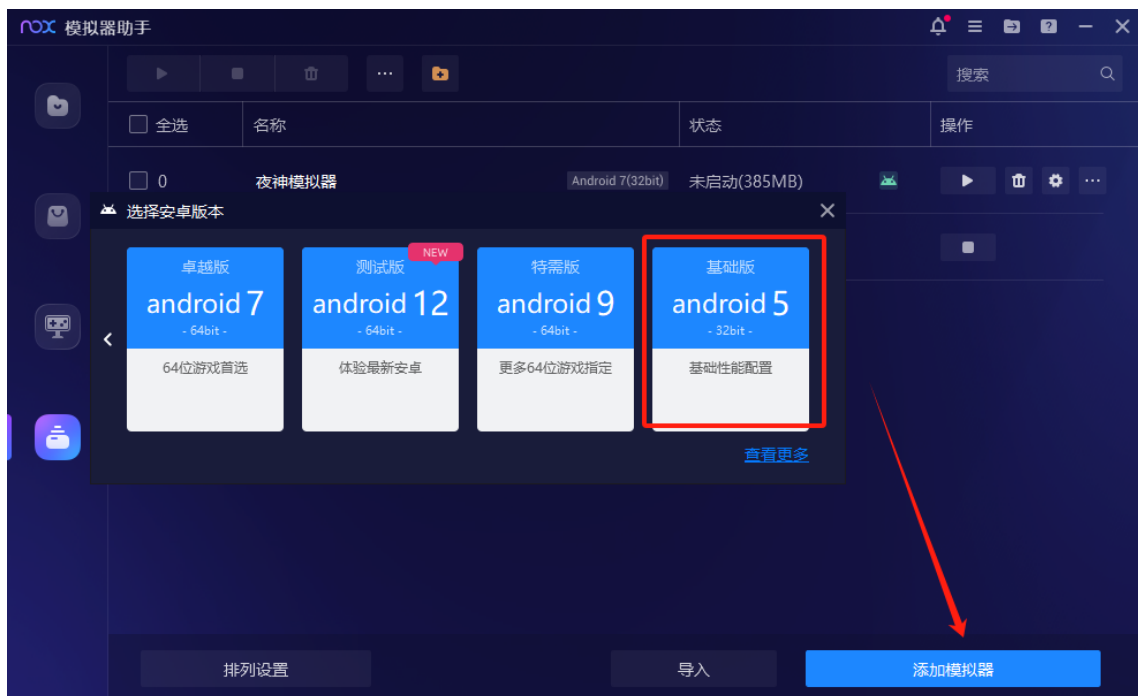 nox 模拟器助手
搜索
全选 名称 状态 操作
0 夜神模拟器 Android 7(32bit) 未启动(385MB)
选择安卓版本
卓越版
android 7
- 64bit -
64位游戏首选
NEW
测试版
android 12
- 64bit -
体验最新安卓
特需版
android 9
- 64bit -
更多64位游戏指定
基础版
android 5
- 32bit -
基础性能配置
查看更多
排列设置 导入 添加模拟器